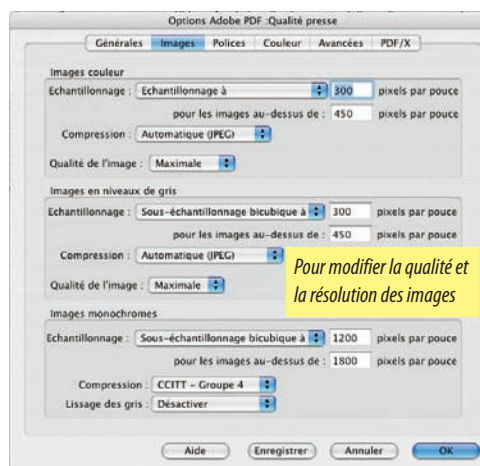 Options Adobe PDF :Qualité presse
Générales Images Polices Couleur Avancées PDF/X
Images couleur
Echantillonnage : Echantillonnage à 300 pixels par pouce
pour les images au-dessus de : 450 pixels par pouce
Compression : Automatique (JPEG)
Qualité de l'image : Maximale
Images en niveaux de gris
Echantillonnage : Sous-échantillonnage bicubique à 300 pixels par pouce
pour les images au-dessus de : 450 pixels par pouce
Compression : Automatique (JPEG)
Qualité de l'image : Maximale
Pour modifier la qualité et
la résolution des images
Images monochromes
Echantillonnage : Sous-échantillonnage bicubique à 1200 pixels par pouce
pour les images au-dessus de : 1800 pixels par pouce
Compression : CCITT – Groupe 4
Lissage des gris : Désactiver
Aide Enregistrer Annuler OK